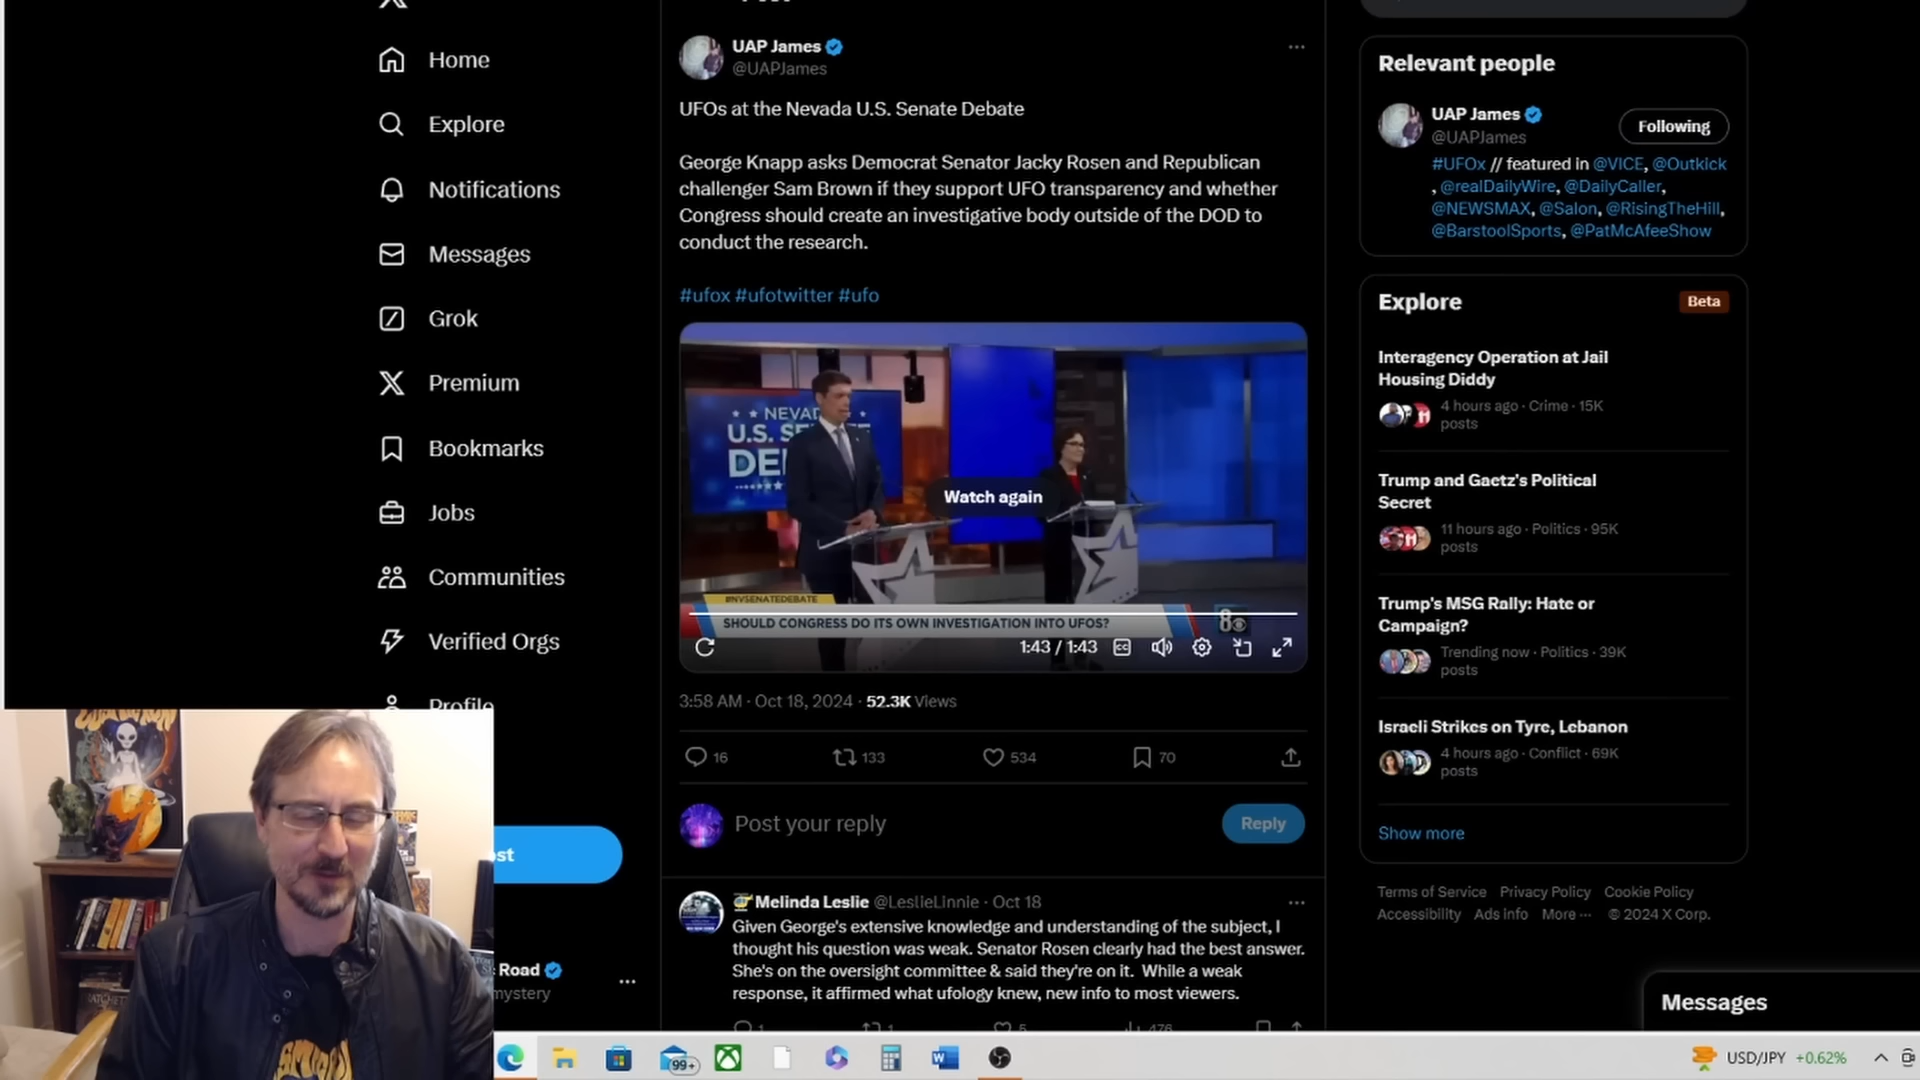 Home
Explore
Notifications
Messages
Grok
Premium
Bookmarks
Jobs
Communities
Verified Orgs
Profile
st
Road
mystery
UAP James
@UAPJames
UFOs at the Nevada U.S. Senate Debate
George Knapp asks Democrat Senator Jacky Rosen and Republican
challenger Sam Brown if they support UFO transparency and whether
Congress should create an investigative body outside of the DOD to
conduct the research.
#ufox #ufotwitter #ufo
U.S.
Watch again
#NVSENATEDEBATE
SHOULD CONGRESS DO ITS OWN INVESTIGATION INTO UFOS?
8
1:43 / 1:43
CC
3:58 AM · Oct 18, 2024 · 52.3K Views
16
133
534
70
Post your reply
Reply
Melinda Leslie @LeslieLinnie · Oct 18
Given George's extensive knowledge and understanding of the subject, I
thought his question was weak. Senator Rosen clearly had the best answer.
She's on the oversight committee & said they're on it. While a weak
response, it affirmed what ufology knew, new info to most viewers.
1
1
5
476
Relevant people
UAP James
@UAPJames
Following
#UFOx // featured in @VICE, @Outkick
, @realDailyWire, @DailyCaller,
@NEWSMAX, @Salon, @RisingTheHill,
@BarstoolSports, @PatMcAfeeShow
Explore
Beta
Interagency Operation at Jail
Housing Diddy
4 hours ago · Crime · 15K
posts
Trump and Gaetz's Political
Secret
11 hours ago · Politics · 95K
posts
Trump's MSG Rally: Hate or
Campaign?
Trending now · Politics · 39K
posts
Israeli Strikes on Tyre, Lebanon
4 hours ago · Conflict · 69K
posts
Show more
Terms of Service Privacy Policy Cookie Policy
Accessibility Ads info More ··· © 2024 X Corp.
Messages
99+
USD/JPY +0.62%